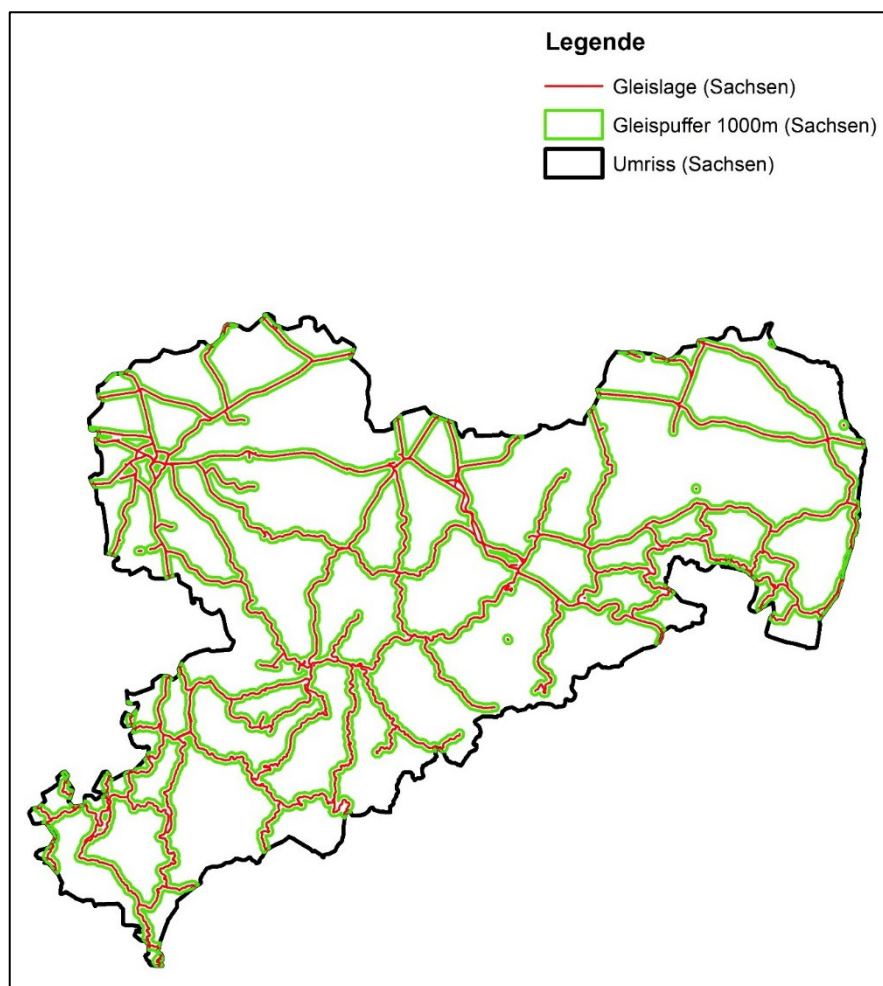 Legende
Gleislage (Sachsen)
Gleispuffer 1000m (Sachsen)
Umriss (Sachsen)